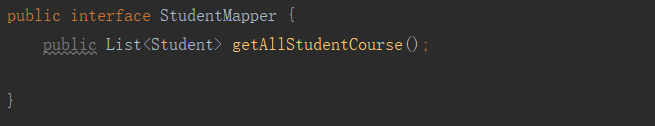 public interface StudentMapper {
public List<Student> getAllStudentCourse();
}